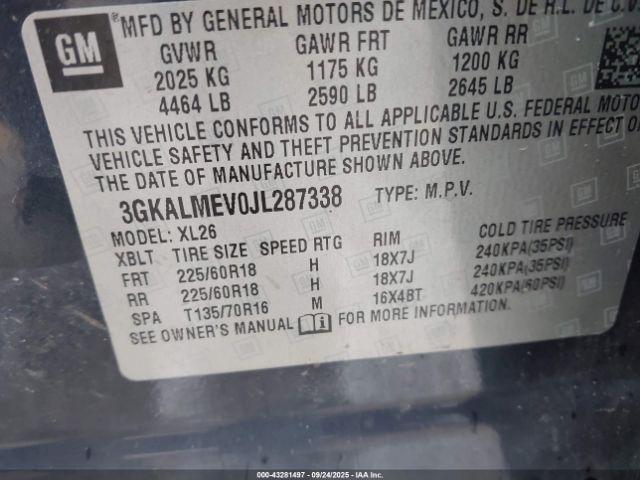 GM
MFD BY GENERAL MOTORS DE MEXICO, S. DE R.L. DE C.V
GVWR GAWR FRT GAWR RR
2025 KG 1175 KG 1200 KG
4464 LB 2590 LB 2645 LB
THIS VEHICLE CONFORMS TO ALL APPLICABLE U.S. FEDERAL MOTO
VEHICLE SAFETY AND THEFT PREVENTION STANDARDS IN EFFECT O
THE DATE OF MANUFACTURE SHOWN ABOVE.
3GKALMEV0JL287338 TYPE: M.P.V.
MODEL: XL26
XBLT TIRE SIZE SPEED RTG RIM COLD TIRE PRESSURE
FRT 225/60R18 H 18X7J 240KPA(35PSI)
RR 225/60R18 H 18X7J 240KPA(35PSI)
SPA T135/70R16 M 16X4BT 420KPA(60PSI)
SEE OWNER'S MANUAL FOR MORE INFORMATION.
000-43281497 - 09/24/2025 - Copyright © IAA, LLC